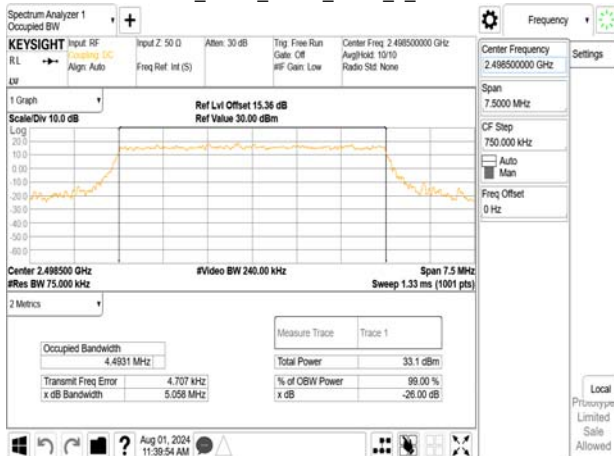 Spectrum Analyzer 1
Occupied BW
Frequency
KEYSIGHT
Input: RF
Coupling: DC
Align: Auto
RL
LXI
Input Z: 50 Ω
Freq Ref: Int (S)
Atten: 30 dB
Trig: Free Run
Gate: Off
#IF Gain: Low
Center Freq: 2.498500000 GHz
Avg|Hold: 10/10
Radio Std: None
Center Frequency
2.498500000 GHz
Settings
Span
7.5000 MHz
CF Step
750.000 kHz
Auto
Man
Freq Offset
0 Hz
1 Graph
Scale/Div 10.0 dB
Ref Lvl Offset 15.36 dB
Ref Value 30.00 dBm
Log
20.0
10.0
0.00
-10.0
-20.0
-30.0
-40.0
-50.0
-60.0
Center 2.498500 GHz
#Res BW 75.000 kHz
#Video BW 240.00 kHz
Span 7.5 MHz
Sweep 1.33 ms (1001 pts)
2 Metrics
Measure Trace
Trace 1
Occupied Bandwidth
4.4931 MHz
Total Power
33.1 dBm
Transmit Freq Error
4.707 kHz
% of OBW Power
99.00 %
x dB Bandwidth
5.058 MHz
x dB
-26.00 dB
Local
Prototype
Limited
Sale
Allowed
?
Aug 01, 2024
11:39:54 AM